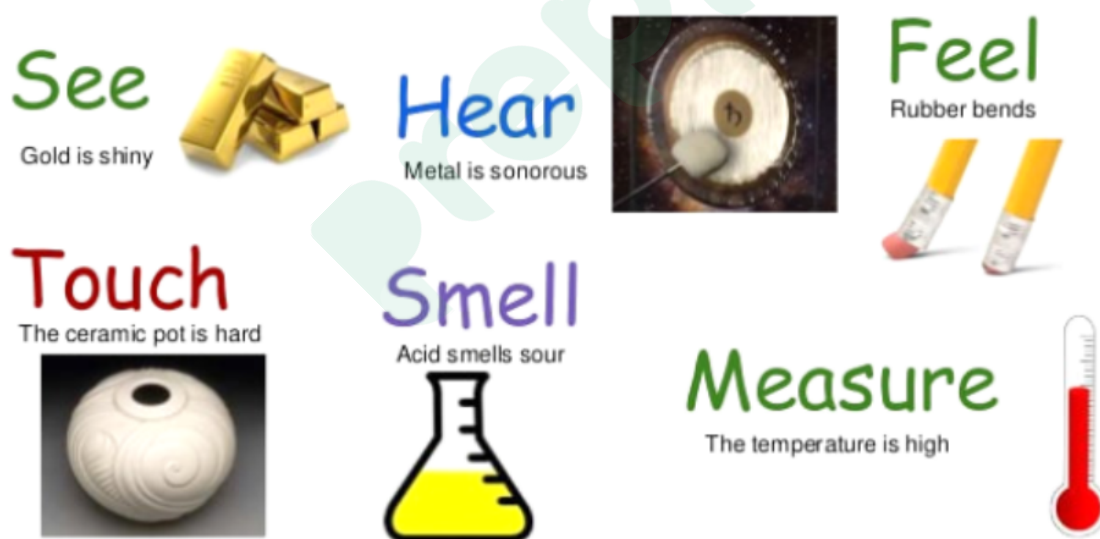 See
Gold is shiny
Hear
Metal is sonorous
Feel
Rubber bends
Touch
The ceramic pot is hard
Smell
Acid smells sour
Measure
The temperature is high